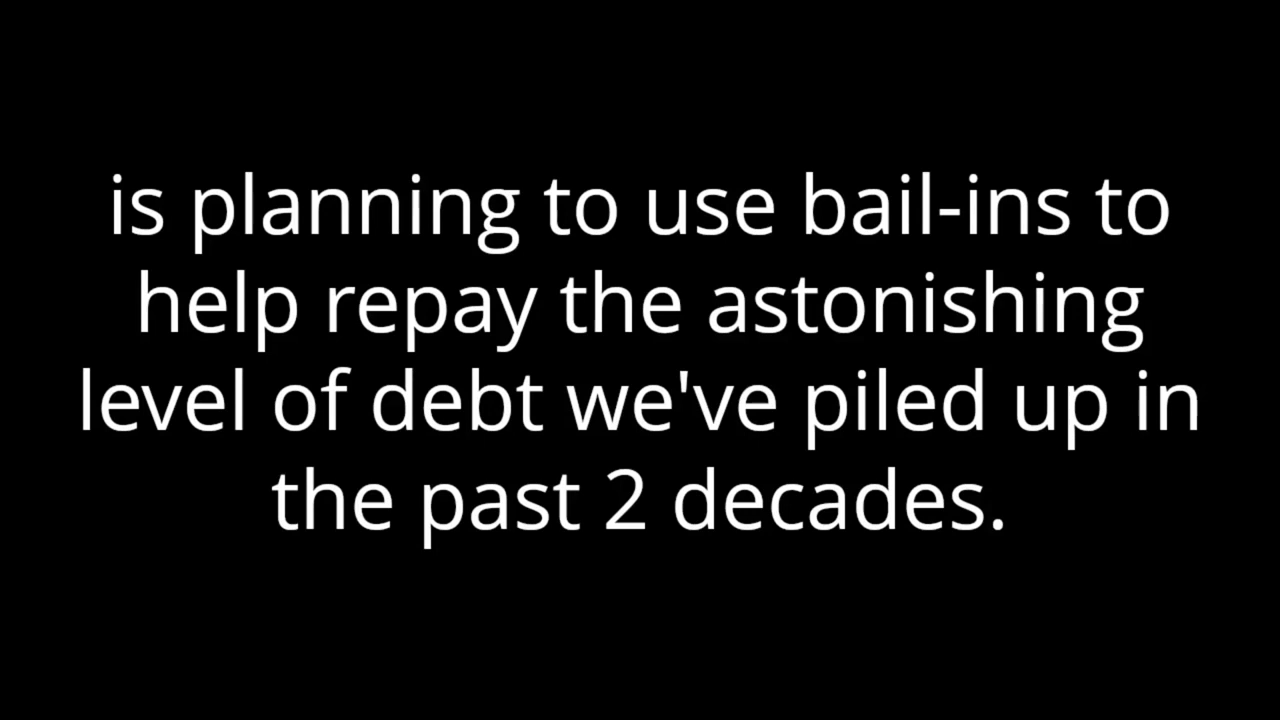 is planning to use bail-ins to
help repay the astonishing
level of debt we've piled up in
the past 2 decades.